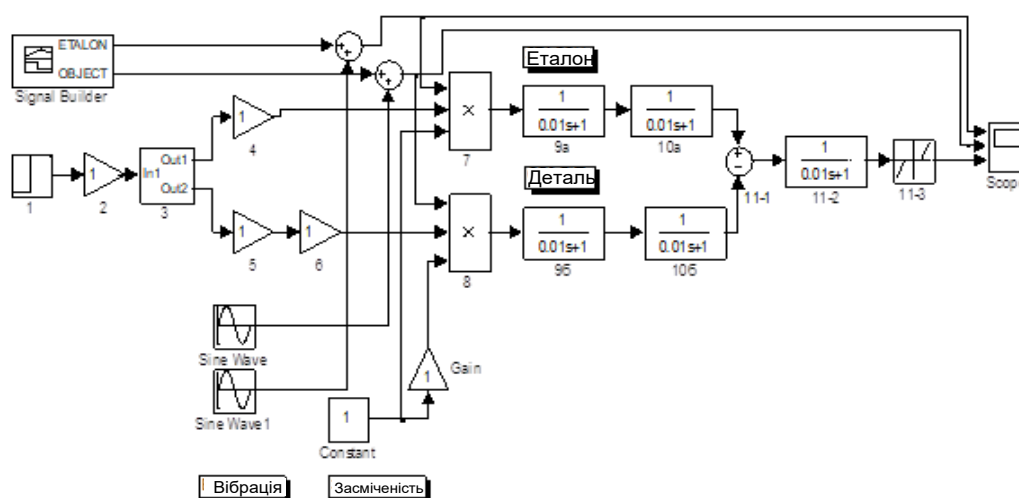 ETALON
OBJECT
Signal Builder
1
1
2
In1
Out1
Out2
3
1
4
1
5
1
6
×
7
×
8
Еталон
1
0.01s+1
9а
1
0.01s+1
10а
Деталь
1
0.01s+1
9б
1
0.01s+1
10б
11-1
1
0.01s+1
11-2
11-3
Scop
Sine Wave
Sine Wave1
1
Gain
1
Constant
Вібрація
Засміченість